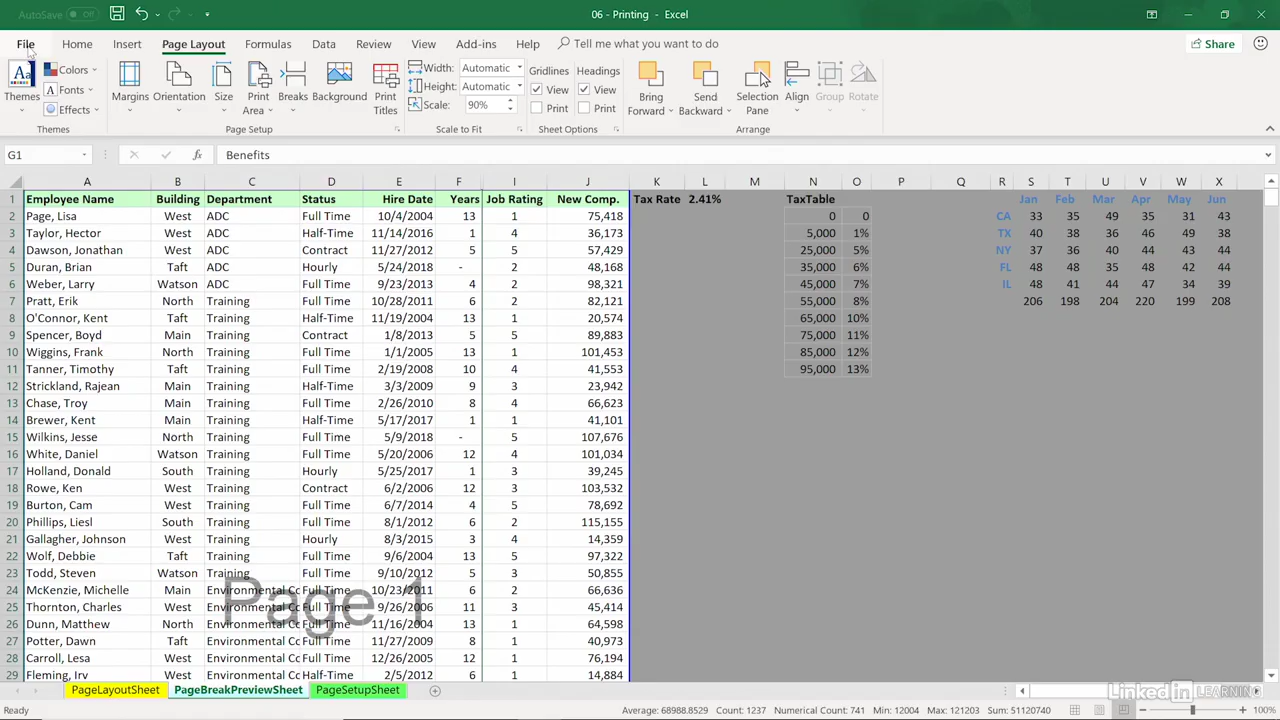 AutoSave Off
06 - Printing - Excel
File Home Insert Page Layout Formulas Data Review View Add-ins Help Tell me what you want to do Share
Themes Colors Fonts Effects Margins Orientation Size Print Area Breaks Background Print Titles
Width: Automatic
Height: Automatic
Scale: 90%
Gridlines View Print
Headings View Print
Bring Forward Send Backward Selection Pane Align Group Rotate
Themes Page Setup Scale to Fit Sheet Options Arrange
G1 fx Benefits
A B C D E F I J K L M N O P Q R S T U V W X
1 Employee Name Building Department Status Hire Date Years Job Rating New Comp. Tax Rate 2.41% TaxTable Jan Feb Mar Apr May Jun
2 Page, Lisa West ADC Full Time 10/4/2004 13 1 75,418 0 0 CA 33 35 49 35 31 43
3 Taylor, Hector West ADC Half-Time 11/14/2016 1 4 36,173 5,000 1% TX 40 38 36 46 49 38
4 Dawson, Jonathan West ADC Contract 11/27/2012 5 5 57,429 25,000 5% NY 37 36 40 44 43 44
5 Duran, Brian Taft ADC Hourly 5/24/2018 - 2 48,168 35,000 6% FL 48 48 35 48 42 44
6 Weber, Larry Watson ADC Full Time 9/23/2013 4 2 98,321 45,000 7% IL 48 41 44 47 34 39
7 Pratt, Erik North Training Full Time 10/28/2011 6 2 82,121 55,000 8% 206 198 204 220 199 208
8 O'Connor, Kent Taft Training Half-Time 11/19/2004 13 1 20,574 65,000 10%
9 Spencer, Boyd Main Training Contract 1/8/2013 5 5 89,883 75,000 11%
10 Wiggins, Frank North Training Full Time 1/1/2005 13 1 101,453 85,000 12%
11 Tanner, Timothy Taft Training Full Time 2/19/2008 10 4 41,553 95,000 13%
12 Strickland, Rajean Main Training Half-Time 3/3/2009 9 3 23,942
13 Chase, Troy Main Training Full Time 2/26/2010 8 4 66,623
14 Brewer, Kent Main Training Half-Time 5/17/2017 1 1 41,101
15 Wilkins, Jesse North Training Full Time 5/9/2018 - 5 107,676
16 White, Daniel Watson Training Full Time 5/20/2006 12 4 101,034
17 Holland, Donald South Training Hourly 5/25/2017 1 3 39,245
18 Rowe, Ken West Training Contract 6/2/2006 12 3 103,532
19 Burton, Cam West Training Full Time 6/7/2014 4 5 78,692
20 Phillips, Liesl South Training Full Time 8/1/2012 6 2 115,155
21 Gallagher, Johnson West Training Hourly 8/3/2015 3 4 14,359
22 Wolf, Debbie Taft Training Full Time 9/6/2004 13 5 97,322
23 Todd, Steven Watson Training Full Time 9/10/2012 5 3 50,855
24 McKenzie, Michelle Main Environmental Co Full Time 10/23/2011 6 2 66,636
25 Thornton, Charles West Environmental Co Full Time 9/26/2006 11 3 45,414
Page 1
26 Dunn, Matthew North Environmental Co Full Time 11/16/2004 13 1 64,598
27 Potter, Dawn Taft Environmental Co Full Time 11/27/2009 8 1 40,973
28 Carroll, Lesa West Environmental Co Full Time 12/26/2005 12 1 76,194
29 Fleming, Irv West Environmental Co Half-Time 2/5/2012 6 1 14,884
PageLayoutSheet PageBreakPreviewSheet PageSetupSheet
LinkedIn LEARNING
Ready Average: 68988.8529 Count: 1237 Numerical Count: 741 Min: 12004 Max: 121203 Sum: 51120740 100%